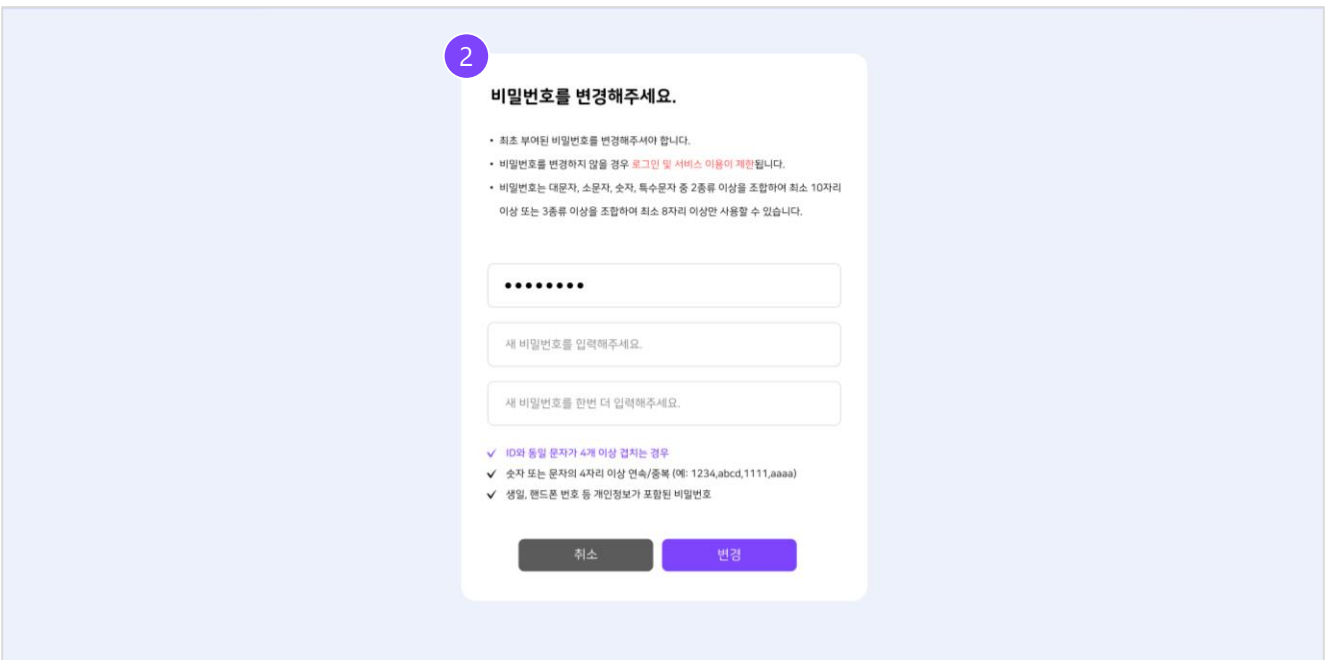 2
비밀번호를 변경해주세요.
• 최초 부여된 비밀번호를 변경해주셔야 합니다.
• 비밀번호를 변경하지 않을 경우 로그인 및 서비스 이용이 제한됩니다.
• 비밀번호는 대문자, 소문자, 숫자, 특수문자 중 2종류 이상을 조합하여 최소 10자리
이상 또는 3종류 이상을 조합하여 최소 8자리 이상만 사용할 수 있습니다.
••••••••
새 비밀번호를 입력해주세요.
새 비밀번호를 한번 더 입력해주세요.
✓ ID와 동일 문자가 4개 이상 겹치는 경우
✓ 숫자 또는 문자의 4자리 이상 연속/중복 (예: 1234,abcd,1111,aaaa)
✓ 생일, 핸드폰 번호 등 개인정보가 포함된 비밀번호
취소 변경